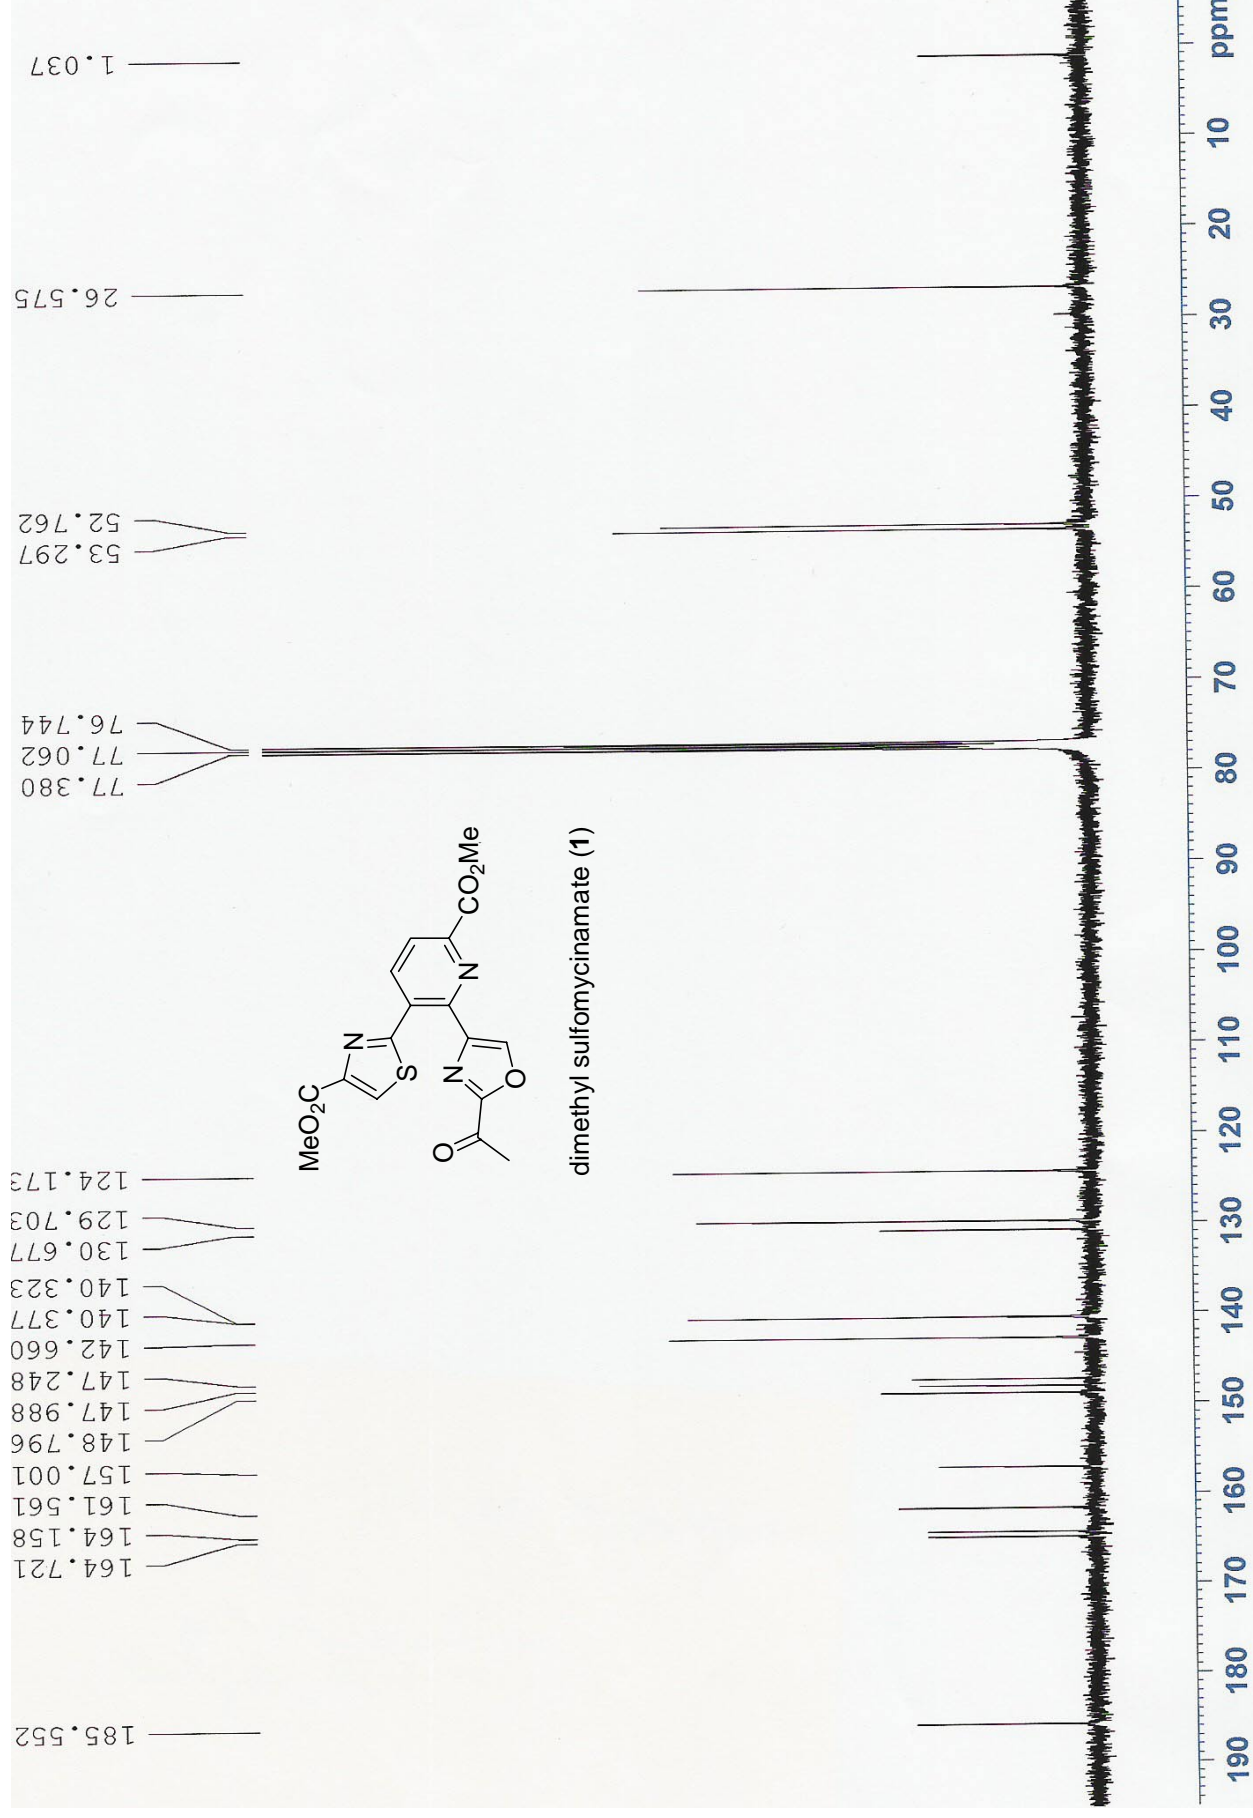 185.552
164.721
164.158
161.561
157.001
148.796
147.988
147.248
142.660
140.377
140.323
130.677
129.703
124.173
77.380
77.062
76.744
53.297
52.762
26.575
1.037
MeO2C
N
S
N
CO2Me
N
O
O
dimethyl sulfomycinamate (1)
190 180 170 160 150 140 130 120 110 100 90 80 70 60 50 40 30 20 10 ppm